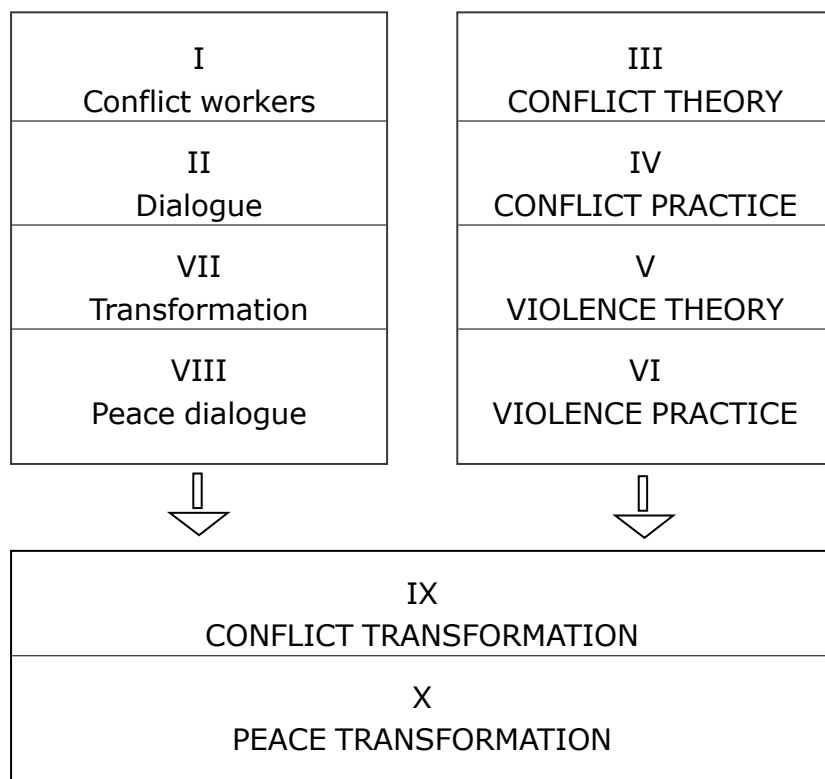 I
Conflict workers
II
Dialogue
VII
Transformation
VIII
Peace dialogue
III
CONFLICT THEORY
IV
CONFLICT PRACTICE
V
VIOLENCE THEORY
VI
VIOLENCE PRACTICE
IX
CONFLICT TRANSFORMATION
X
PEACE TRANSFORMATION